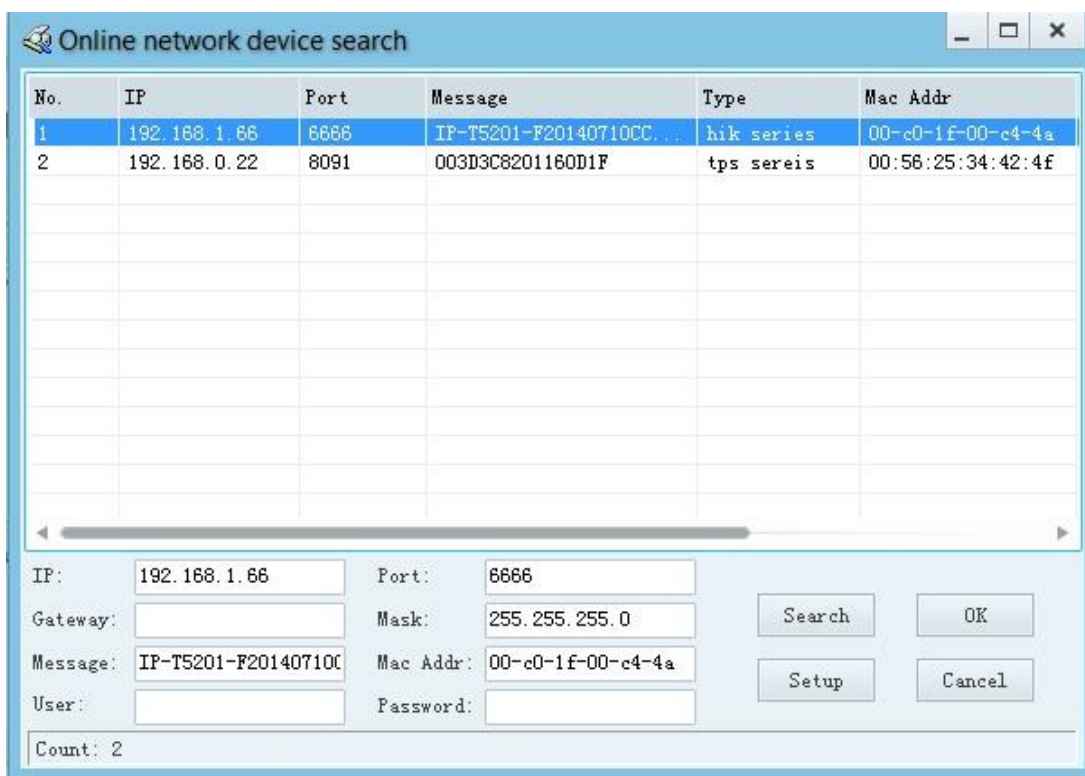 Online network device search
No. IP Port Message Type Mac Addr
1 192.168.1.66 6666 IP-T5201-F20140710CC... hik series 00-c0-1f-00-c4-4a
2 192.168.0.22 8091 003D3C8201160D1F tps sereis 00:56:25:34:42:4f
IP: 192.168.1.66 Port: 6666
Gateway: Mask: 255.255.255.0 Search OK
Message: IP-T5201-F20140710C Mac Addr: 00-c0-1f-00-c4-4a Setup Cancel
User: Password:
Count: 2